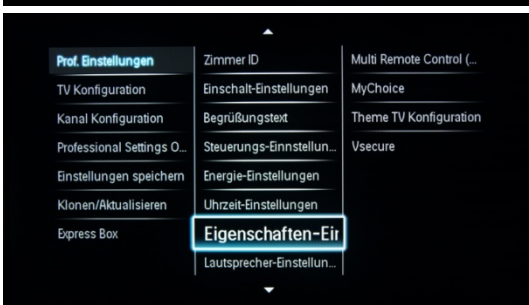 Prof. Einstellungen
TV Konfiguration
Kanal Konfiguration
Professional Settings O...
Einstellungen speichern
Klonen/Aktualisieren
Express Box
Zimmer ID
Einschalt-Einstellungen
Begrüßungstext
Steuerungs-Einnstellun...
Energie-Einstellungen
Uhrzeit-Einstellungen
Eigenschaften-Eir
Lautsprecher-Einstellun...
Multi Remote Control (...
MyChoice
Theme TV Konfiguration
Vsecure